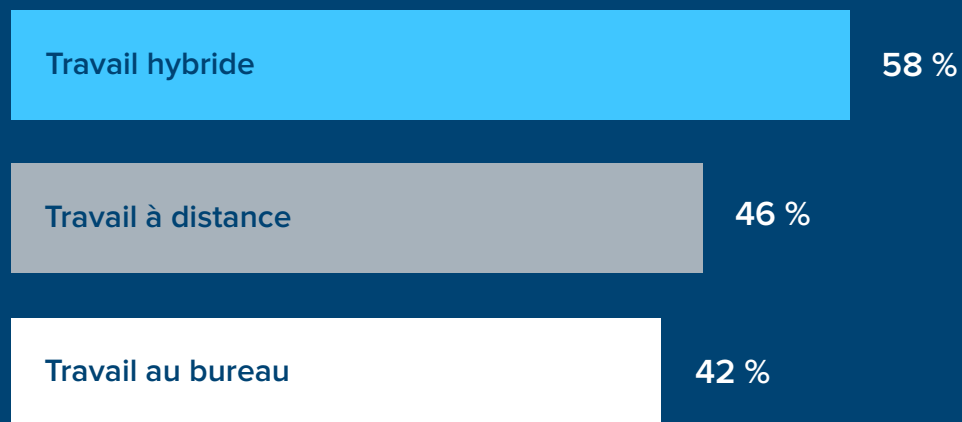 Travail hybride 58 %
Travail à distance 46 %
Travail au bureau 42 %